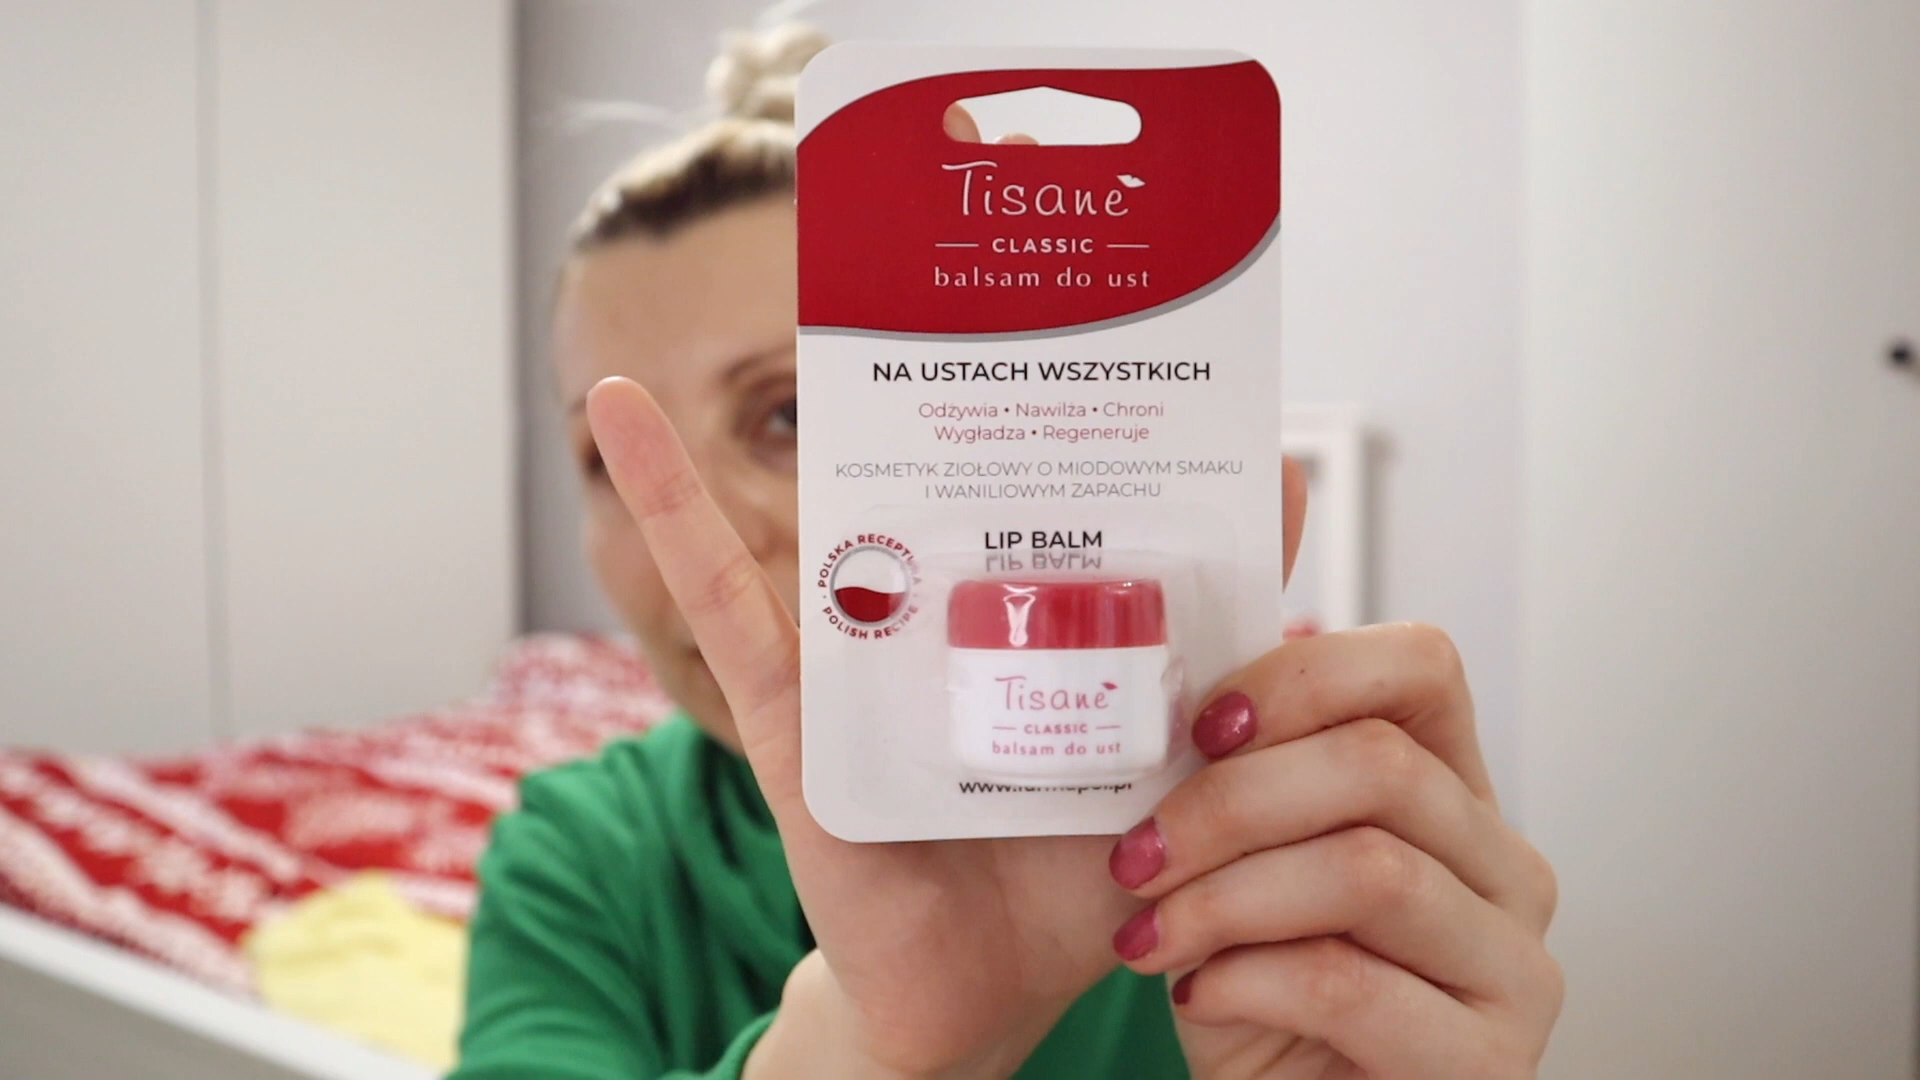 Tisane
CLASSIC
balsam do ust
NA USTACH WSZYSTKICH
Odżywia • Nawilża • Chroni
Wygładza • Regeneruje
KOSMETYK ZIOŁOWY O MIODOWYM SMAKU
I WANILIOWYM ZAPACHU
LIP BALM
POLSKA RECEPTURA
POLISH RECIPE
Tisane
CLASSIC
balsam do ust